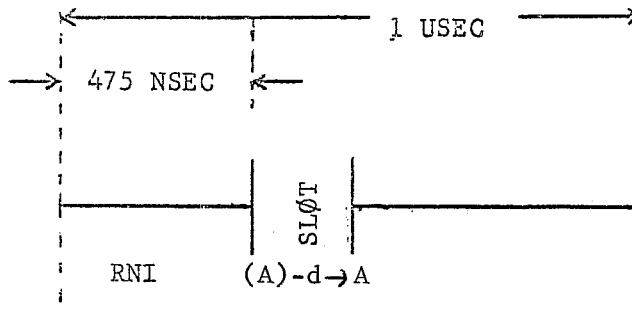 1 USEC
475 NSEC
SLØT
RNI
(A)-d→A